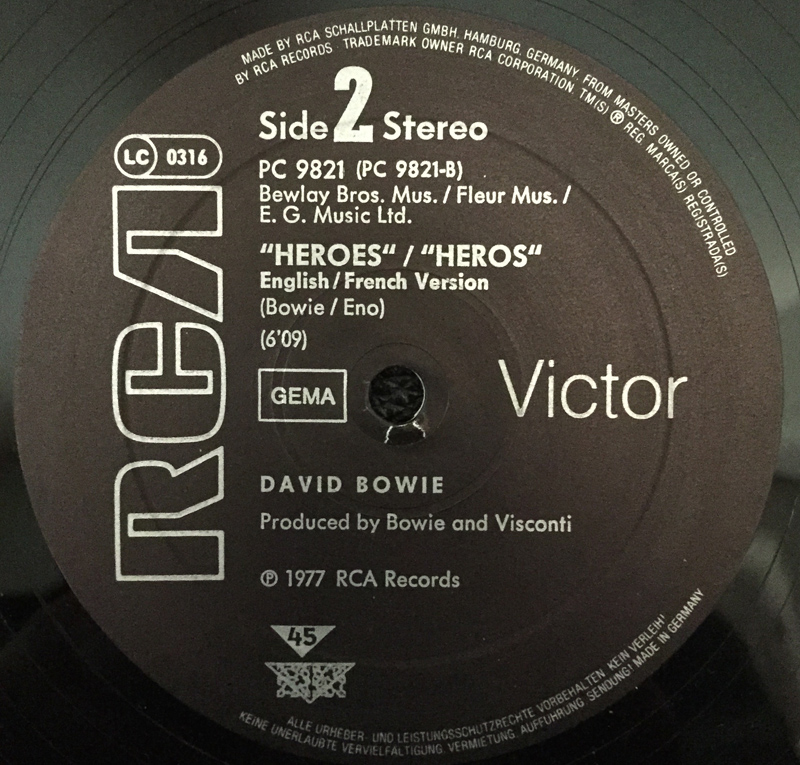 MADE BY RCA SCHALLPLATTEN GMBH, HAMBURG, GERMANY, FROM MASTERS OWNED OR CONTROLLED
BY RCA RECORDS TRADEMARK OWNER RCA CORPORATION TM(S) ® REG. MARCA(S) REGISTRADA(S)
Side 2 Stereo
LC 0316
PC 9821 (PC 9821-B)
Bewlay Bros. Mus. / Fleur Mus. /
E. G. Music Ltd.
“HEROES“ / “HEROS“
English / French Version
(Bowie / Eno)
(6'09)
GEMA
RCA
Victor
DAVID BOWIE
Produced by Bowie and Visconti
℗ 1977 RCA Records
45
ALLE URHEBER- UND LEISTUNGSSCHUTZRECHTE VORBEHALTEN. KEIN VERLEIH!
KEINE UNERLAUBTE VERVIELFÄLTIGUNG, VERMIETUNG, AUFFÜHRUNG, SENDUNG! MADE IN GERMANY